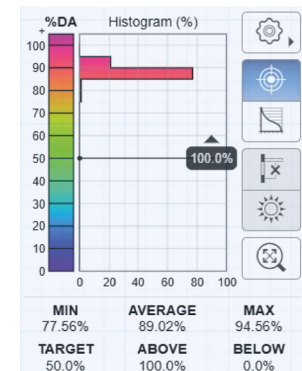 %DA Histogram (%)
+
100
90
80
70
60
50
40
30
20
10
0
100.0%
0 20 40 60 80 100
MIN AVERAGE MAX
77.56% 89.02% 94.56%
TARGET ABOVE BELOW
50.0% 100.0% 0.0%